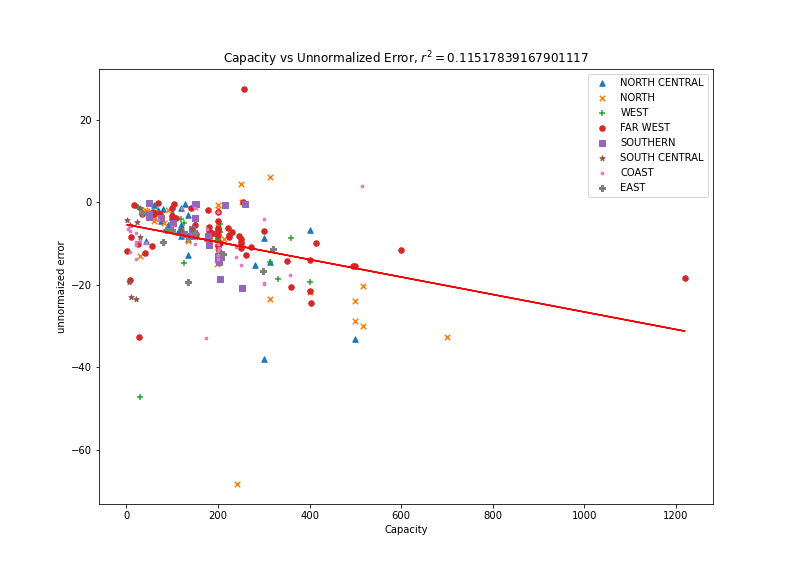 Capacity vs Unnormalized Error, r² = 0.11517839167901117
NORTH CENTRAL
NORTH
WEST
FAR WEST
SOUTHERN
SOUTH CENTRAL
COAST
EAST
20
0
−20
−40
−60
unnormaized error
0 200 400 600 800 1000 1200
Capacity